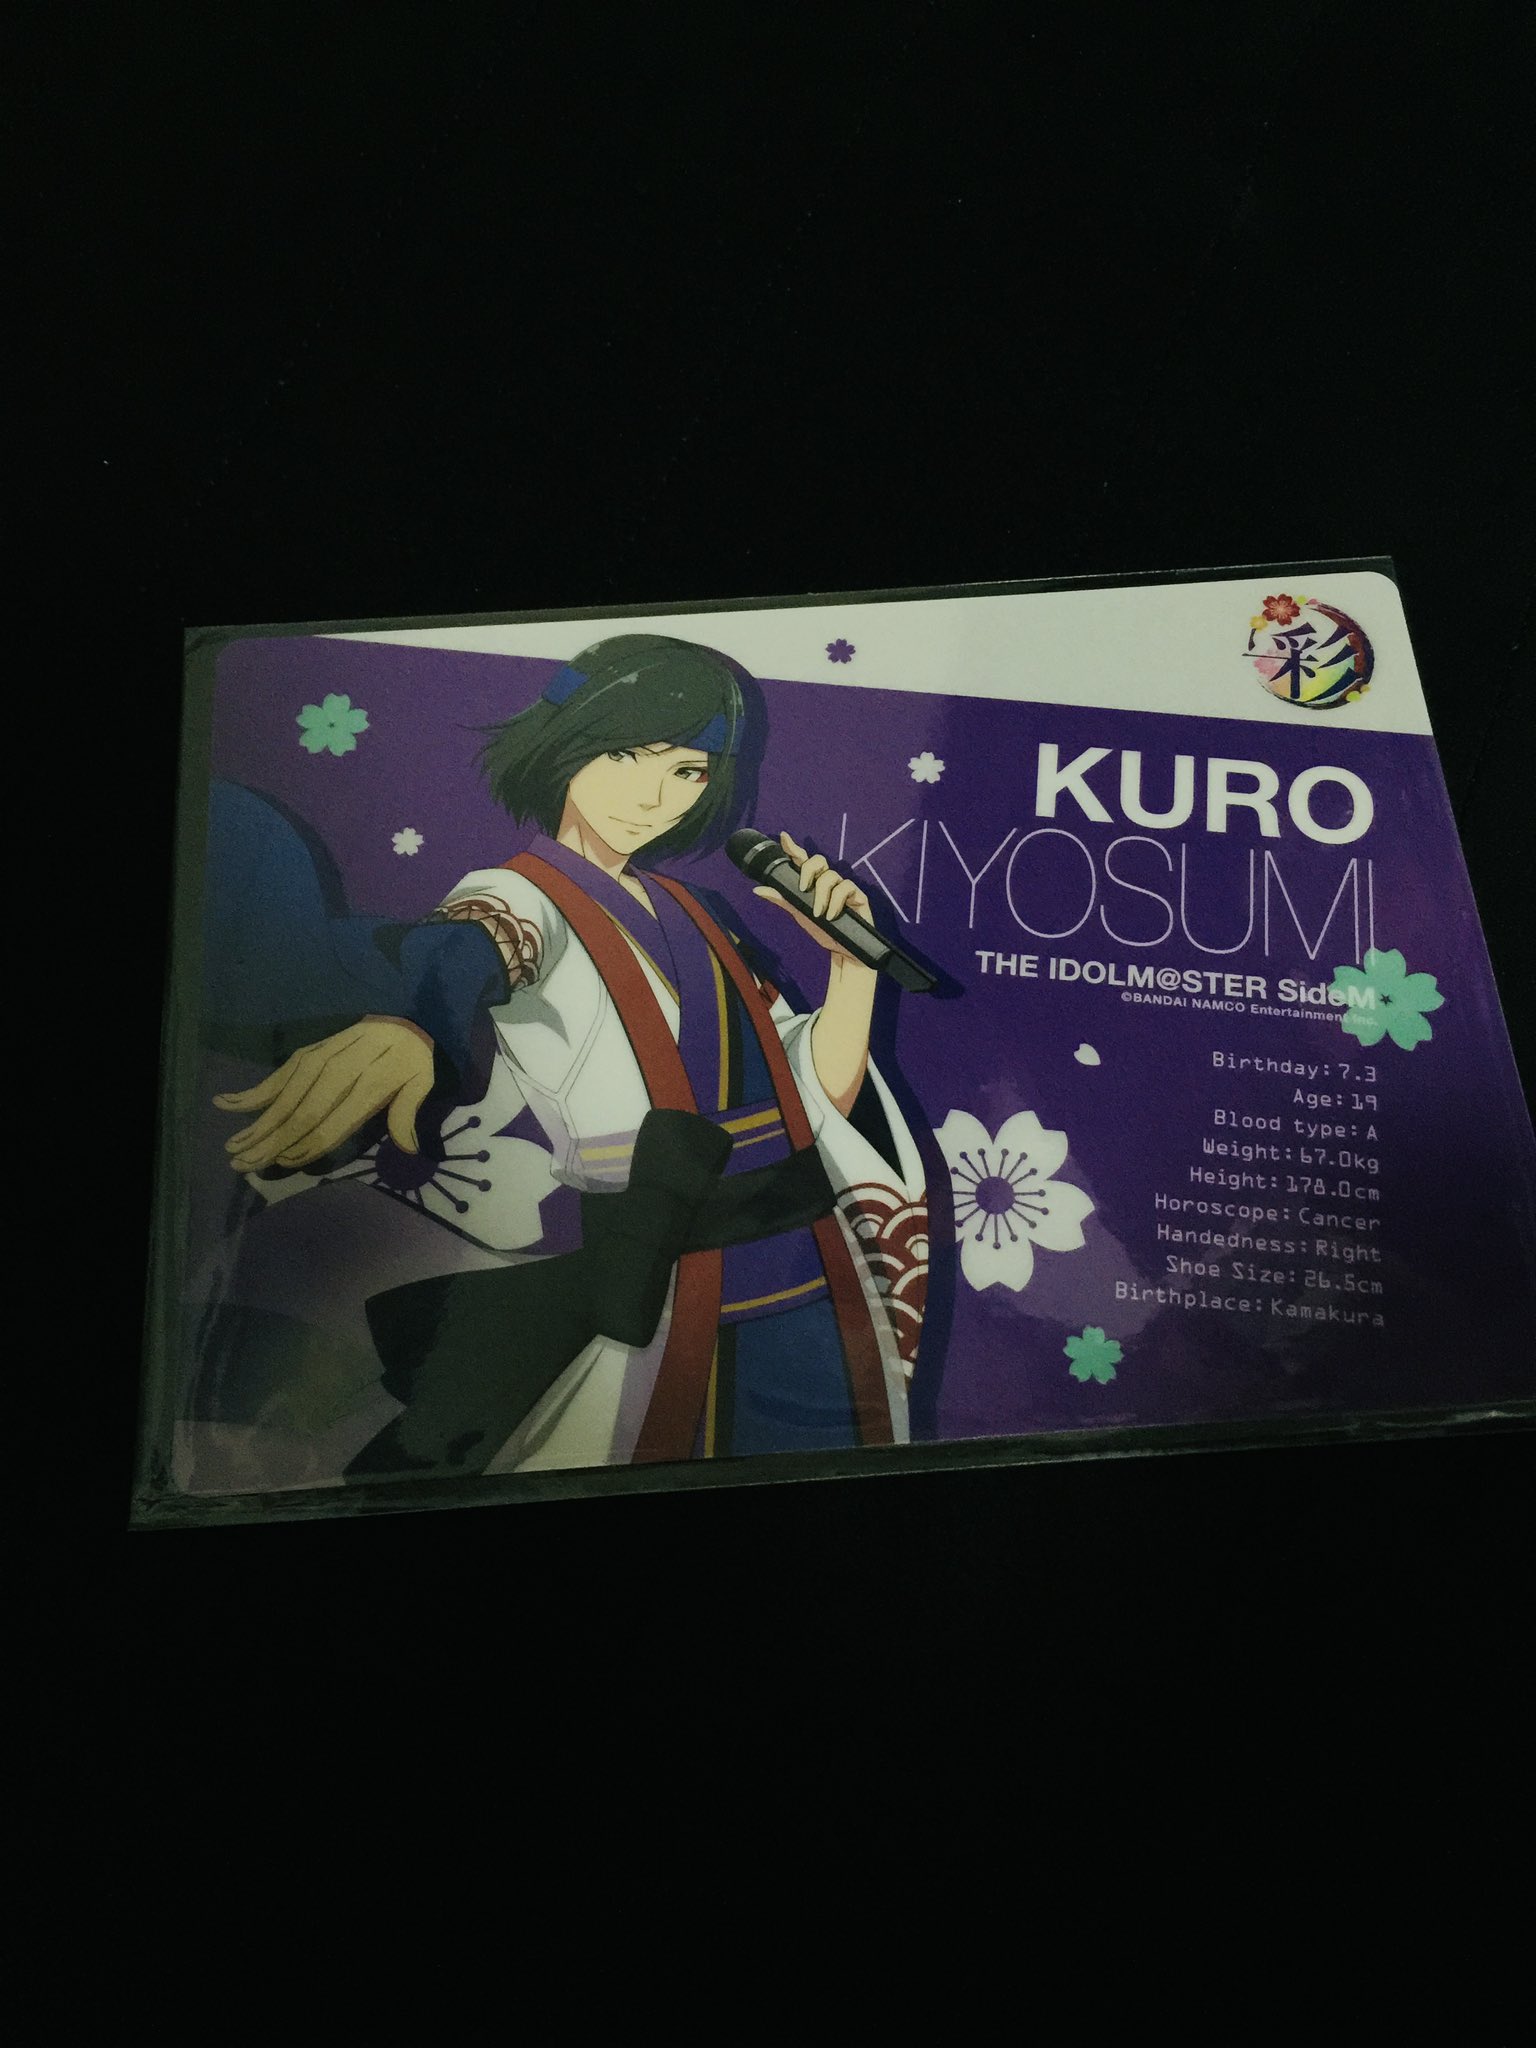 彩
KURO
KIYOSUMI
THE IDOLM@STER SideM
©BANDAI NAMCO Entertainment Inc.
Birthday: 7.3
Age: 19
Blood type: A
Weight: 67.0kg
Height: 178.0cm
Horoscope: Cancer
Handedness: Right
Shoe Size: 26.5cm
Birthplace: Kamakura